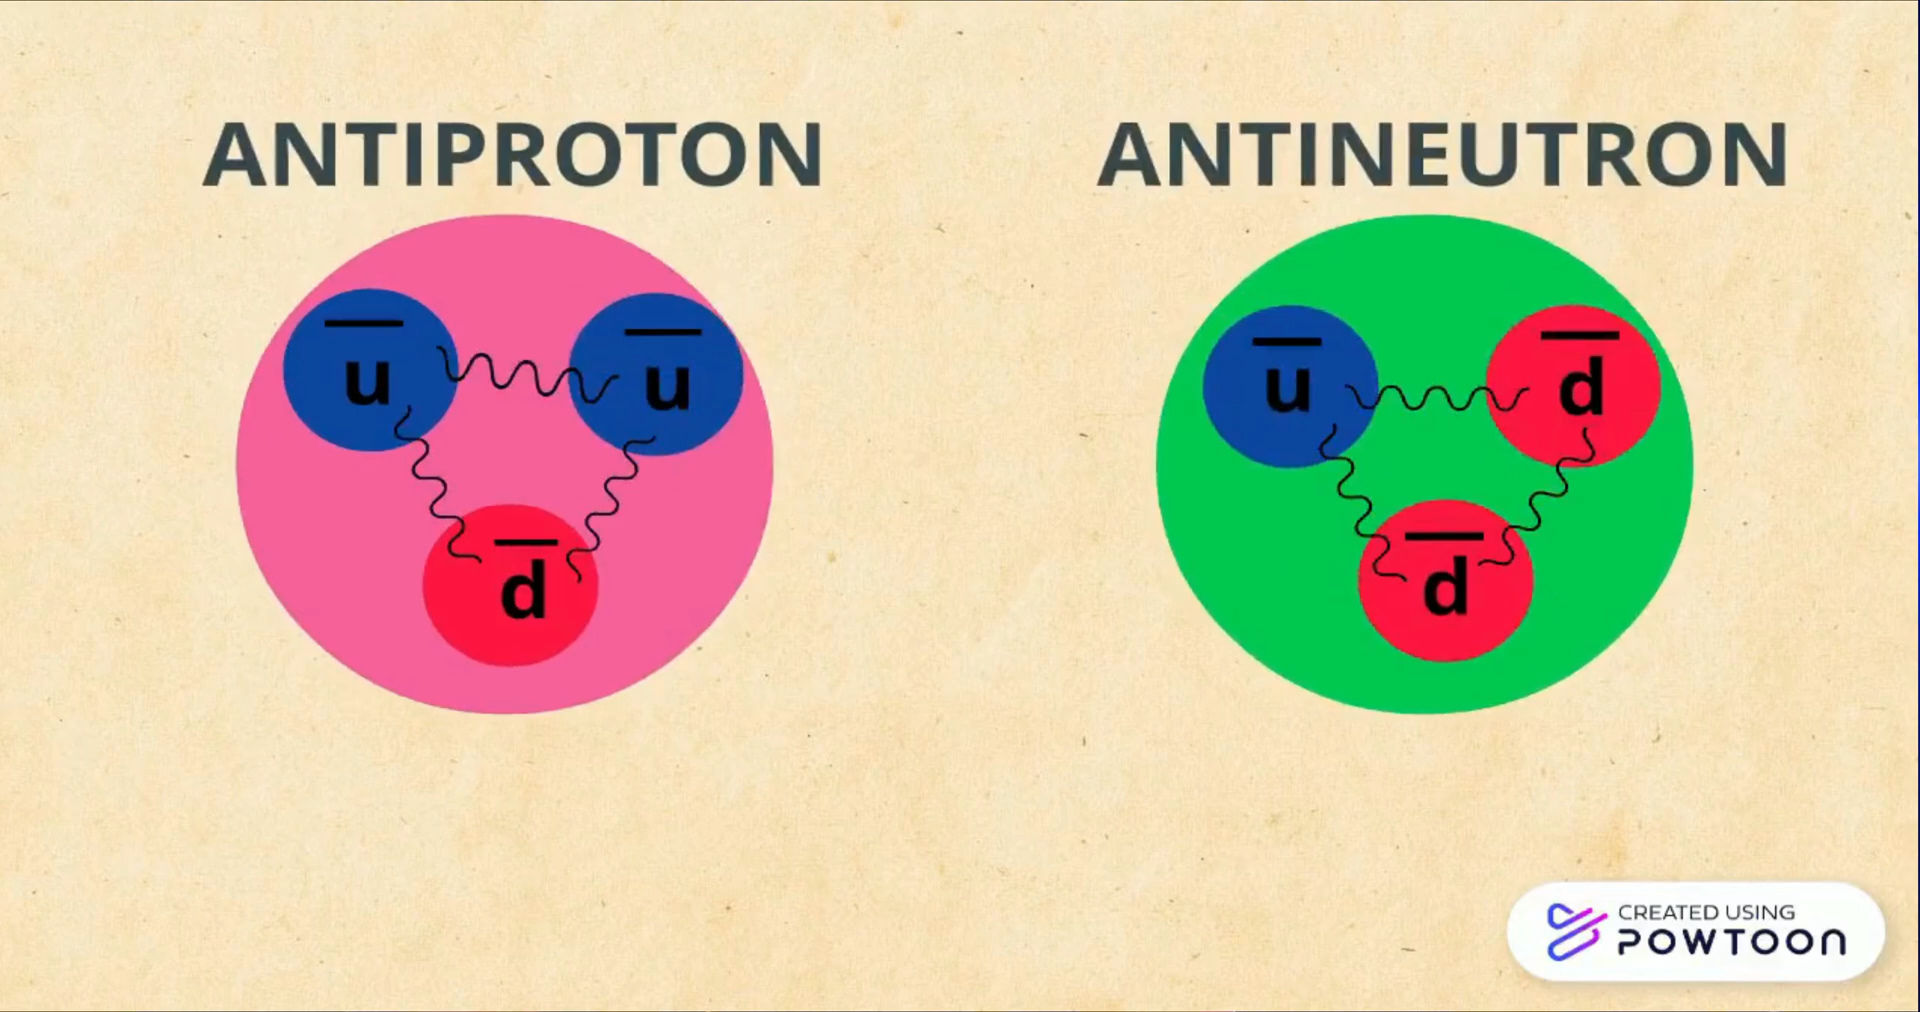 ANTIPROTON
ANTINEUTRON
u̅ u̅
d̅
u̅ d̅
d̅
CREATED USING
POWTOON